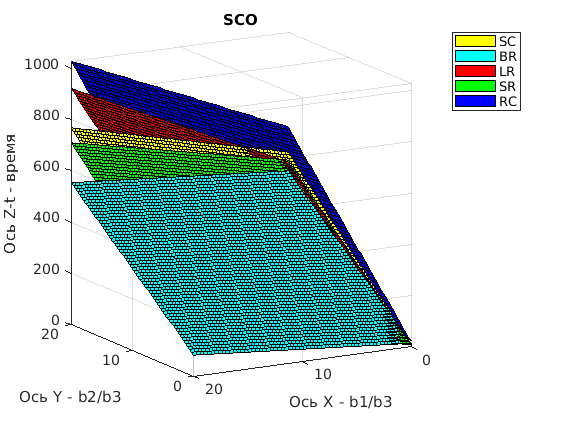 SCO
SC
BR
LR
SR
RC
1000
800
600
400
200
0
Ось Z-t - время
20
10
0
Ось Y - b2/b3
20
10
0
Ось X - b1/b3